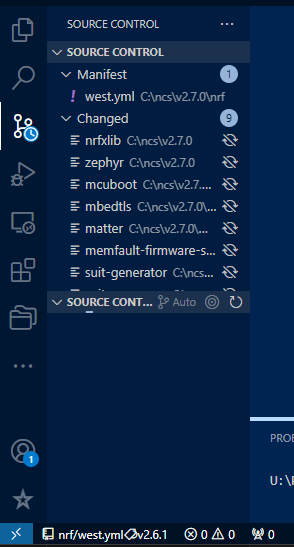 SOURCE CONTROL
SOURCE CONTROL
Manifest 1
! west.yml C:\ncs\v2.7.0\nrf
Changed 9
nrfxlib C:\ncs\v2.7.0
zephyr C:\ncs\v2.7.0
mcuboot C:\ncs\v2.7....
mbedtls C:\ncs\v2.7.0\...
matter C:\ncs\v2.7.0\...
memfault-firmware-s...
suit-generator C:\ncs...
SOURCE CONT... Auto
PROB
U:\
1
nrf/west.yml v2.6.1 0 0 0